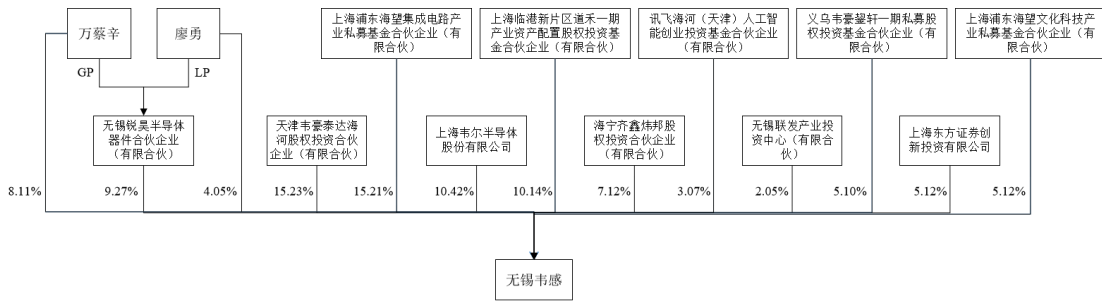 万蔡辛
廖勇
上海浦东海望集成电路产
业私募基金合伙企业（有
限合伙）
上海临港新片区道禾一期
产业资产配置股权投资基
金合伙企业（有限合伙）
讯飞海河（天津）人工智
能创业投资基金合伙企业
（有限合伙）
义乌韦豪鋆轩一期私募股
权投资基金合伙企业（有
限合伙）
上海浦东海望文化科技产
业私募基金合伙企业（有
限合伙）
GP
LP
无锡锐昊半导体
器件合伙企业
（有限合伙）
天津韦豪泰达海
河股权投资合伙
企业（有限合伙）
上海韦尔半导体
股份有限公司
海宁齐鑫炜邦股
权投资合伙企业
（有限合伙）
无锡联发产业投
资中心（有限合
伙）
上海东方证券创
新投资有限公司
8.11%
9.27%
4.05%
15.23%
15.21%
10.42%
10.14%
7.12%
3.07%
2.05%
5.10%
5.12%
5.12%
无锡韦感